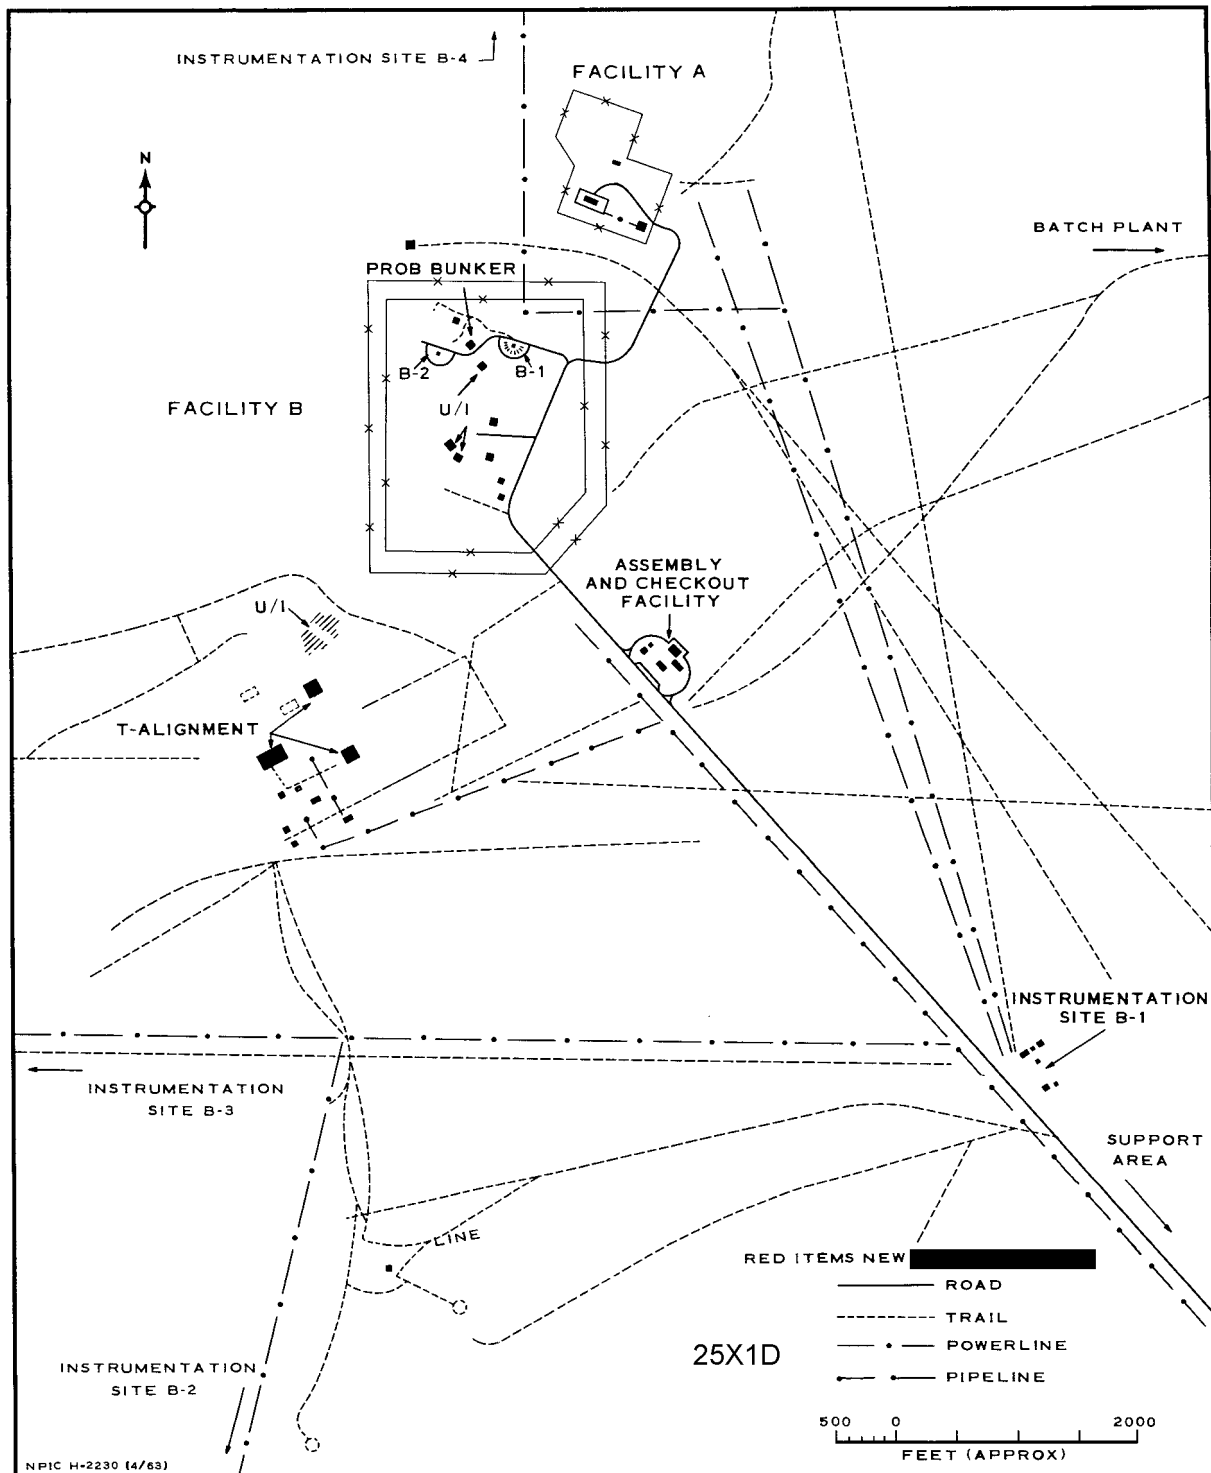 INSTRUMENTATION SITE B-4
FACILITY A
N
BATCH PLANT
PROB BUNKER
B-2
B-1
U/I
FACILITY B
ASSEMBLY
AND CHECKOUT
FACILITY
U/I
T-ALIGNMENT
INSTRUMENTATION
SITE B-1
INSTRUMENTATION
SITE B-3
SUPPORT
AREA
LINE
RED ITEMS NEW
ROAD
TRAIL
POWERLINE
PIPELINE
25X1D
INSTRUMENTATION
SITE B-2
500 0 2000
FEET (APPROX)
NPIC H-2230 (4/63)